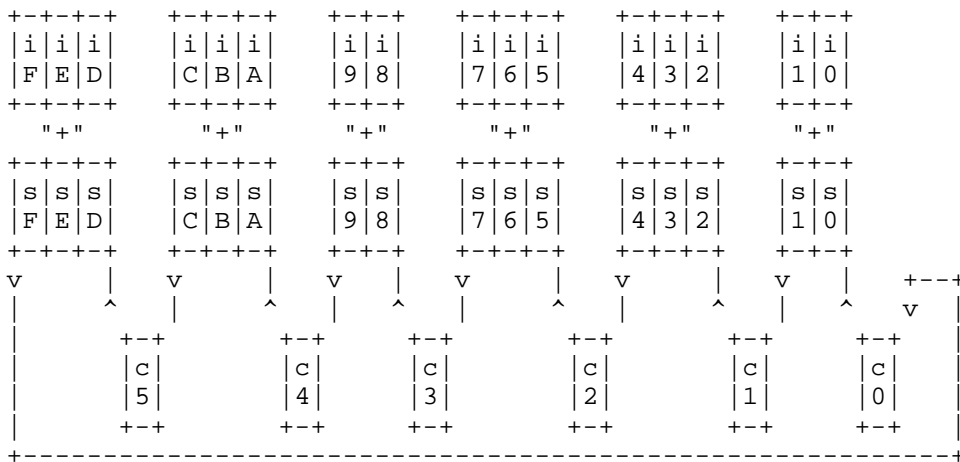 +-+-+-+   +-+-+-+   +-+-+   +-+-+-+   +-+-+-+   +-+-+
|i|i|i|   |i|i|i|   |i|i|   |i|i|i|   |i|i|i|   |i|i|
|F|E|D|   |C|B|A|   |9|8|   |7|6|5|   |4|3|2|   |1|0|
+-+-+-+   +-+-+-+   +-+-+   +-+-+-+   +-+-+-+   +-+-+
  "+"       "+"      "+"      "+"       "+"      "+"
+-+-+-+   +-+-+-+   +-+-+   +-+-+-+   +-+-+-+   +-+-+
|s|s|s|   |s|s|s|   |s|s|   |s|s|s|   |s|s|s|   |s|s|
|F|E|D|   |C|B|A|   |9|8|   |7|6|5|   |4|3|2|   |1|0|
+-+-+-+   +-+-+-+   +-+-+   +-+-+-+   +-+-+-+   +-+-+
v     |   v     |   v   |   v     |   v     |   v   |   +--+
|     ^   |     ^   |   ^   |     ^   |     ^   |   ^   v  |
|      +-+       +-+     +-+       +-+       +-+     +-+   |
|      |c|       |c|     |c|       |c|       |c|     |c|   |
|      |5|       |4|     |3|       |2|       |1|     |0|   |
|      +-+       +-+     +-+       +-+       +-+     +-+   |
+----------------------------------------------------------+